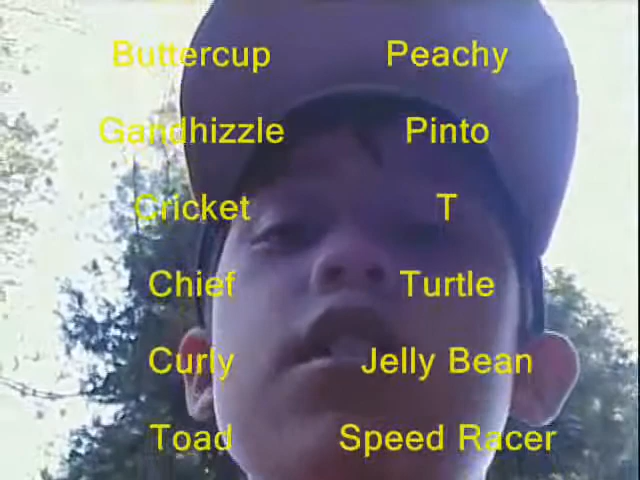 Buttercup Peachy
Gandhizzle Pinto
Cricket T
Chief Turtle
Curly Jelly Bean
Toad Speed Racer